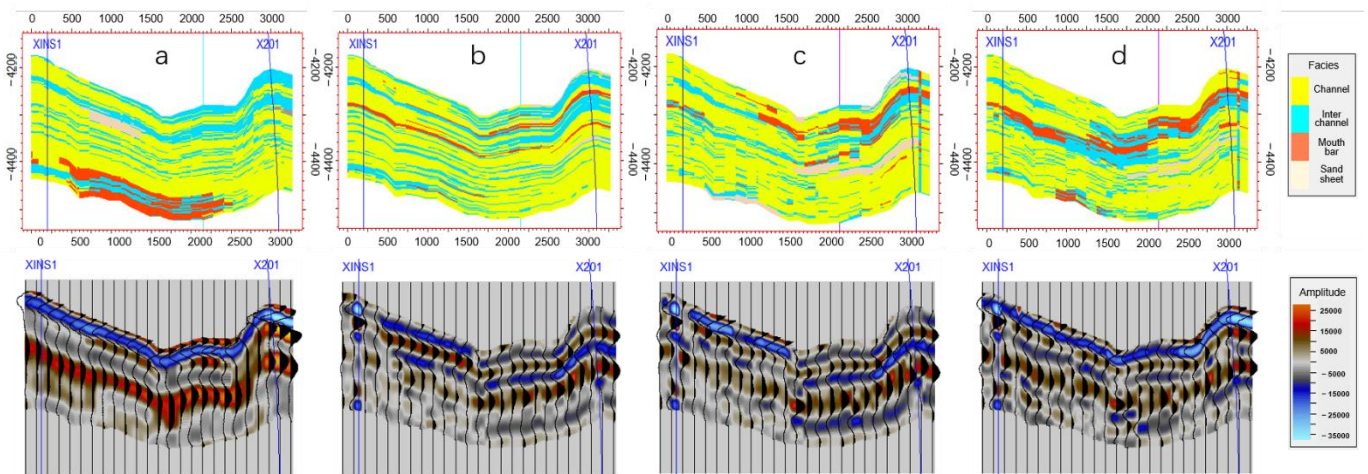 0 500 1000 1500 2000 2500 3000
0 500 1000 1500 2000 2500 3000
0 500 1000 1500 2000 2500 3000
0 500 1000 1500 2000 2500 3000
XINS1 a X201
XINS1 b X201
XINS1 c X201
XINS1 d X201
-4200 -4200 -4200 -4200 -4200
-4400 -4400 -4400 -4400 -4400
Facies
Channel
Inter
channel
Mouth
bar
Sand
sheet
0 500 1000 1500 2000 2500 3000
0 500 1000 1500 2000 2500 3000
0 500 1000 1500 2000 2500 3000
0 500 1000 1500 2000 2500 3000
XINS1 X201
XINS1 X201
XINS1 X201
XINS1 X201
Amplitude
25000
15000
5000
-5000
-15000
-25000
-35000